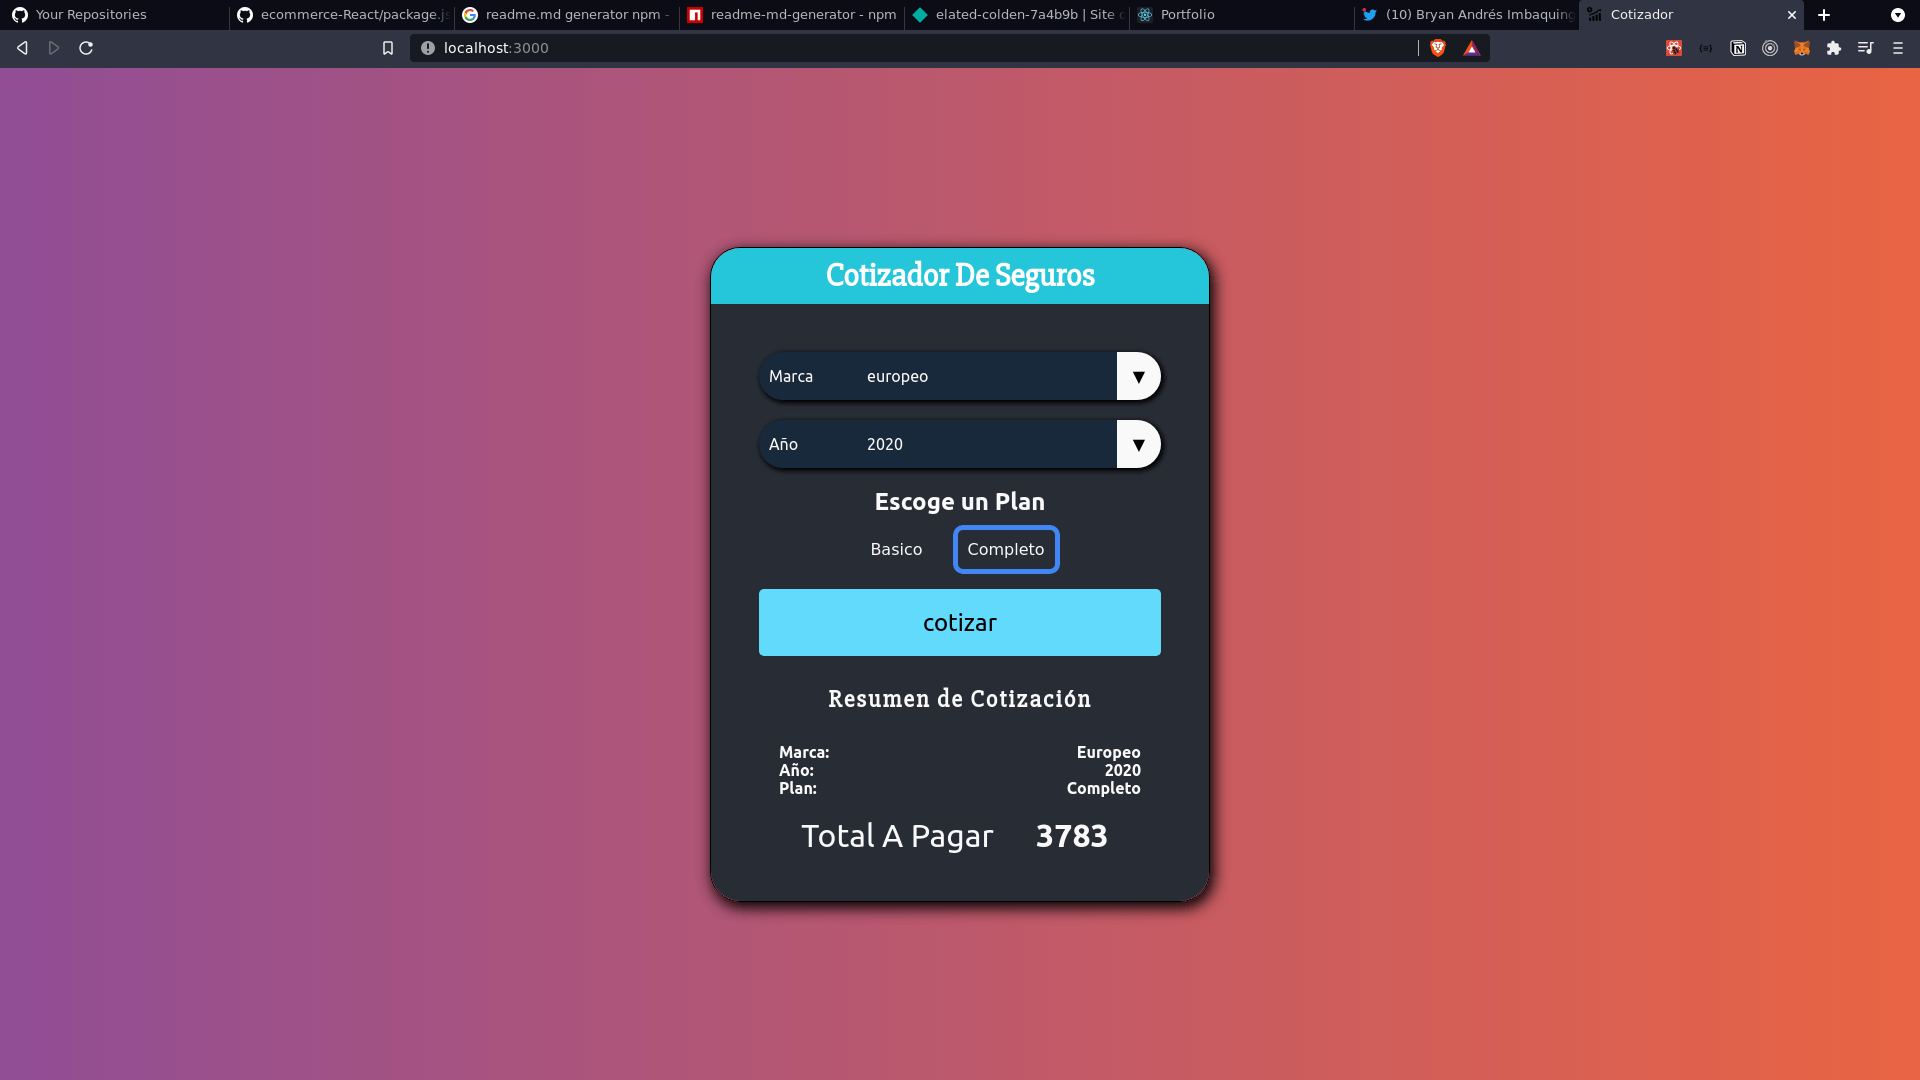 Your Repositories
ecommerce-React/package.js
readme.md generator npm -
readme-md-generator - npm
elated-colden-7a4b9b | Site
Portfolio
(10) Bryan Andrés Imbaquing
Cotizador
localhost:3000
Cotizador De Seguros
Marca europeo ▼
Año 2020 ▼
Escoge un Plan
Basico Completo
cotizar
Resumen de Cotización
Marca: Europeo
Año: 2020
Plan: Completo
Total A Pagar 3783